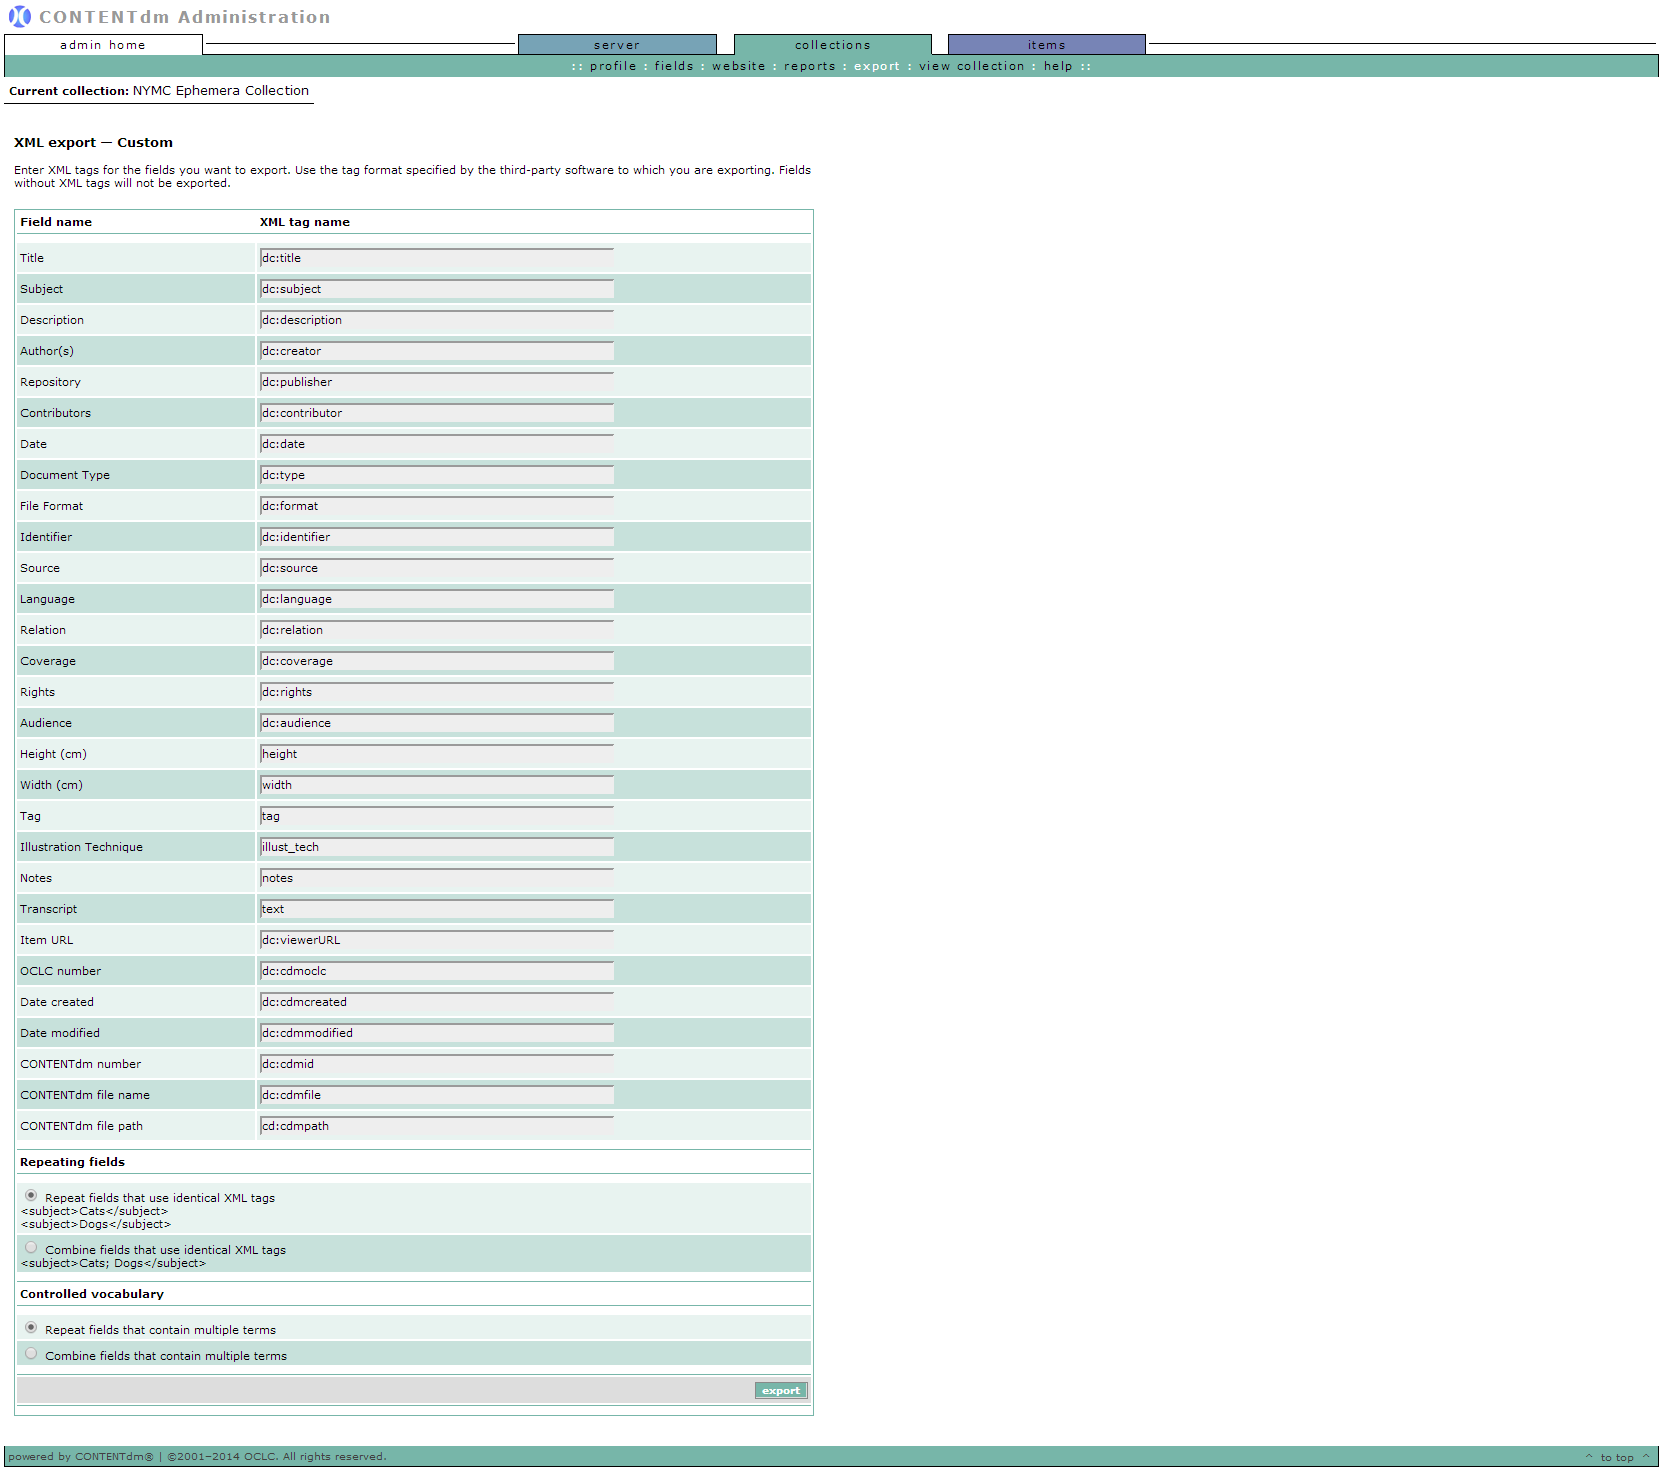 CONTENTdm Administration
admin home
server
collections
items
:: profile : fields : website : reports : export : view collection : help ::
Current collection: NYMC Ephemera Collection
XML export — Custom
Enter XML tags for the fields you want to export. Use the tag format specified by the third-party software to which you are exporting. Fields
without XML tags will not be exported.
Field name XML tag name
Title dc:title
Subject dc:subject
Description dc:description
Author(s) dc:creator
Repository dc:publisher
Contributors dc:contributor
Date dc:date
Document Type dc:type
File Format dc:format
Identifier dc:identifier
Source dc:source
Language dc:language
Relation dc:relation
Coverage dc:coverage
Rights dc:rights
Audience dc:audience
Height (cm) height
Width (cm) width
Tag tag
Illustration Technique illust_tech
Notes notes
Transcript text
Item URL dc:viewerURL
OCLC number dc:cdmoclc
Date created dc:cdmcreated
Date modified dc:cdmmodified
CONTENTdm number dc:cdmid
CONTENTdm file name dc:cdmfile
CONTENTdm file path cd:cdmpath
Repeating fields
Repeat fields that use identical XML tags
<subject>Cats</subject>
<subject>Dogs</subject>
Combine fields that use identical XML tags
<subject>Cats; Dogs</subject>
Controlled vocabulary
Repeat fields that contain multiple terms
Combine fields that contain multiple terms
export
powered by CONTENTdm® | ©2001-2014 OCLC. All rights reserved.
^ to top ^